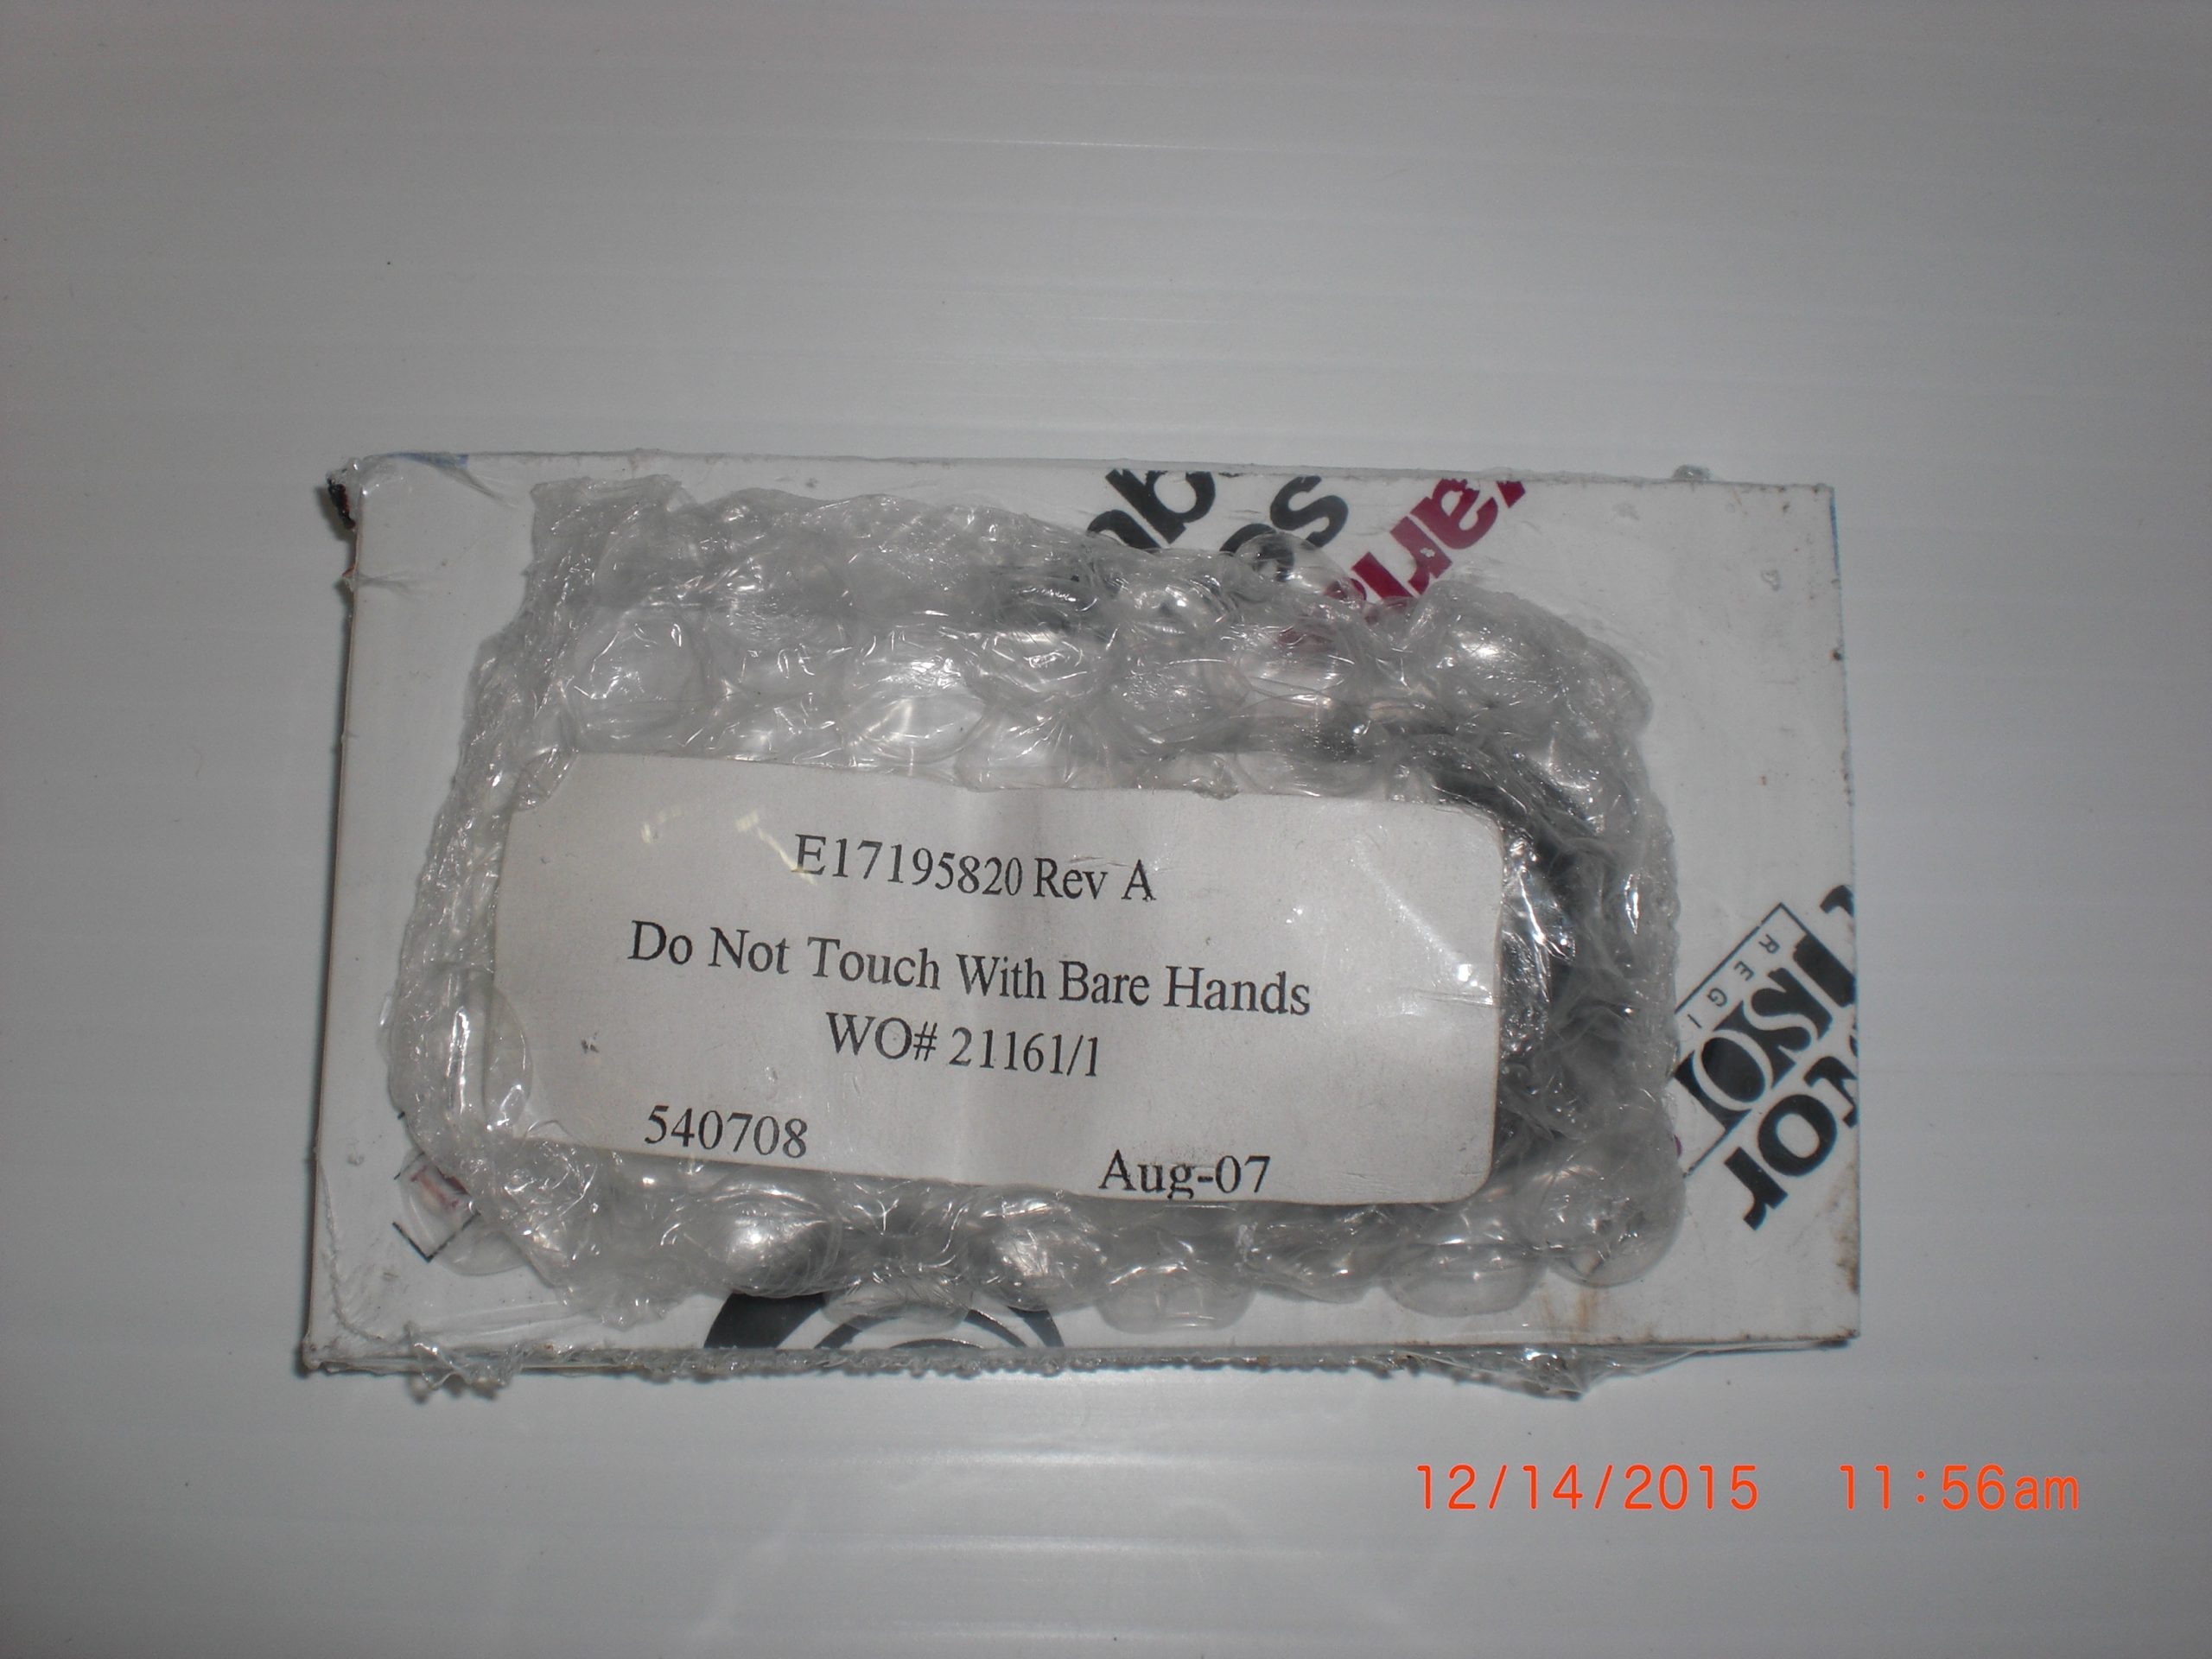 E17195820 Rev A
Do Not Touch With Bare Hands
WO# 21161/1
540708
Aug-07
12/14/2015 11:56am